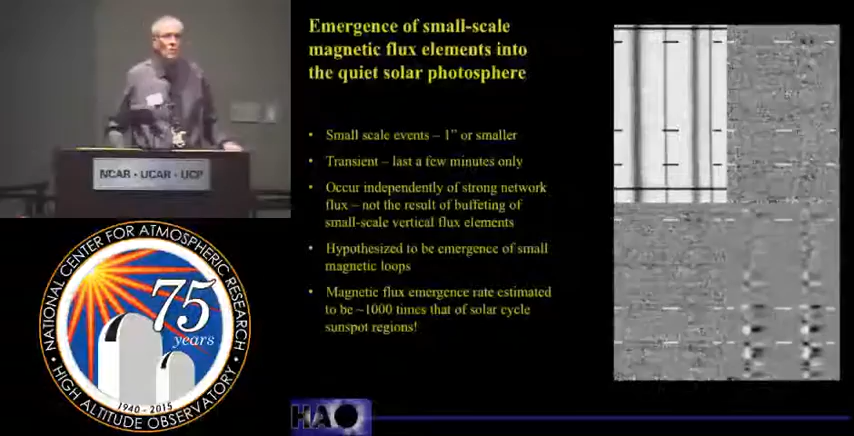 Emergence of small-scale
magnetic flux elements into
the quiet solar photosphere
• Small scale events – 1” or smaller
• Transient – last a few minutes only
• Occur independently of strong network
flux – not the result of buffeting of
small-scale vertical flux elements
• Hypothesized to be emergence of small
magnetic loops
• Magnetic flux emergence rate estimated
to be ~1000 times that of solar cycle
sunspot regions!
NCAR • UCAR • UCP
NATIONAL CENTER FOR ATMOSPHERIC RESEARCH
75
years
1940 - 2015
• HIGH ALTITUDE OBSERVATORY •
HAO